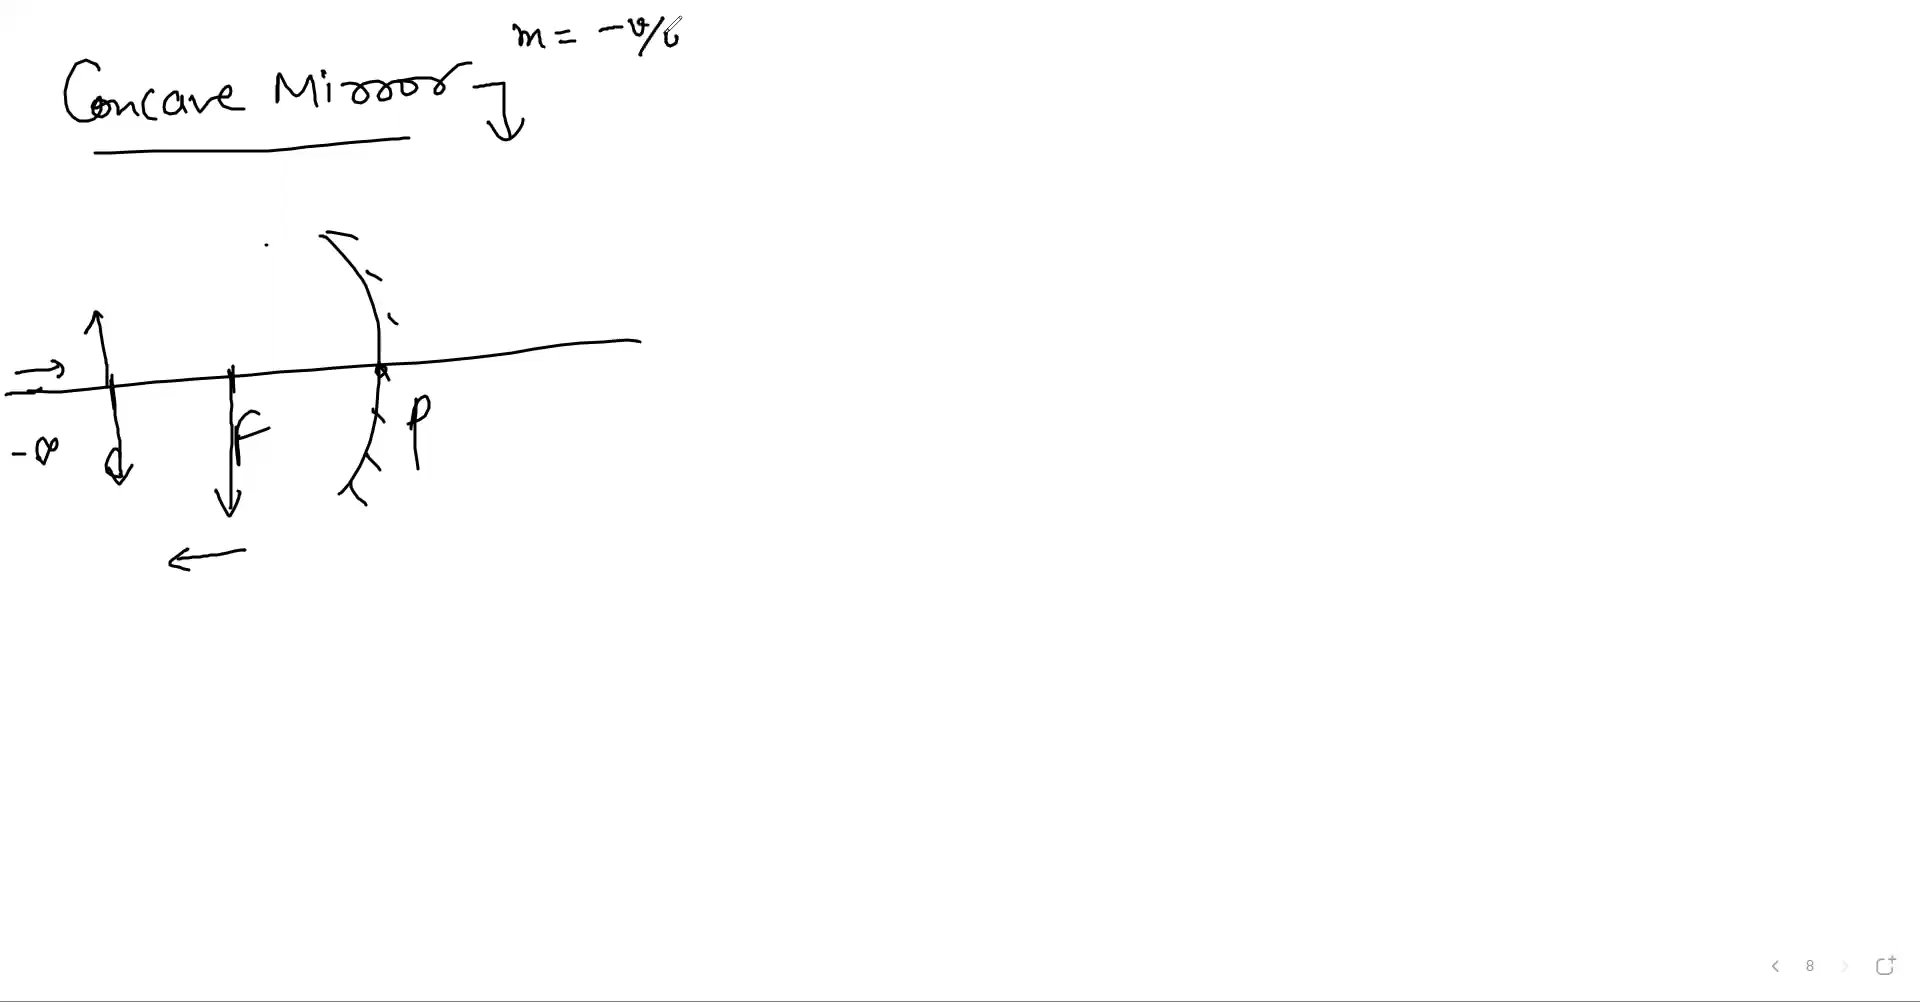 m = -v/u
Concave Mirror
F
P
-∞
C
8